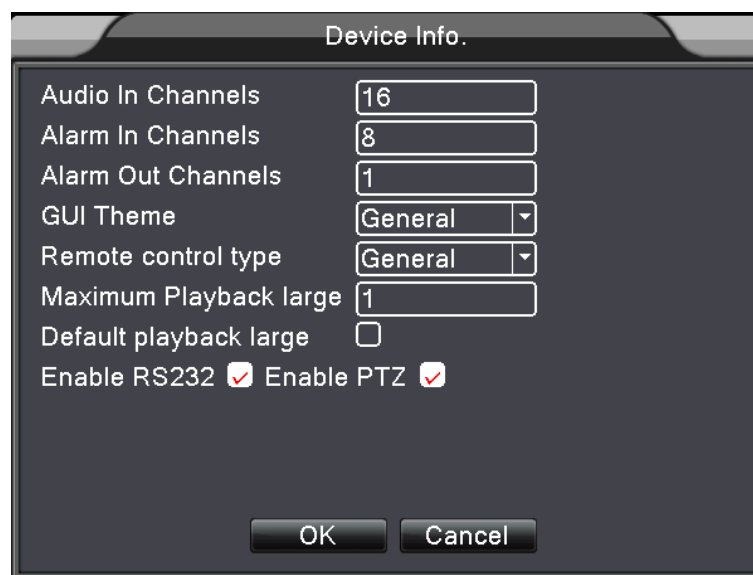 Device Info.
Audio In Channels 16
Alarm In Channels 8
Alarm Out Channels 1
GUI Theme General
Remote control type General
Maximum Playback large 1
Default playback large
Enable RS232 Enable PTZ
OK Cancel